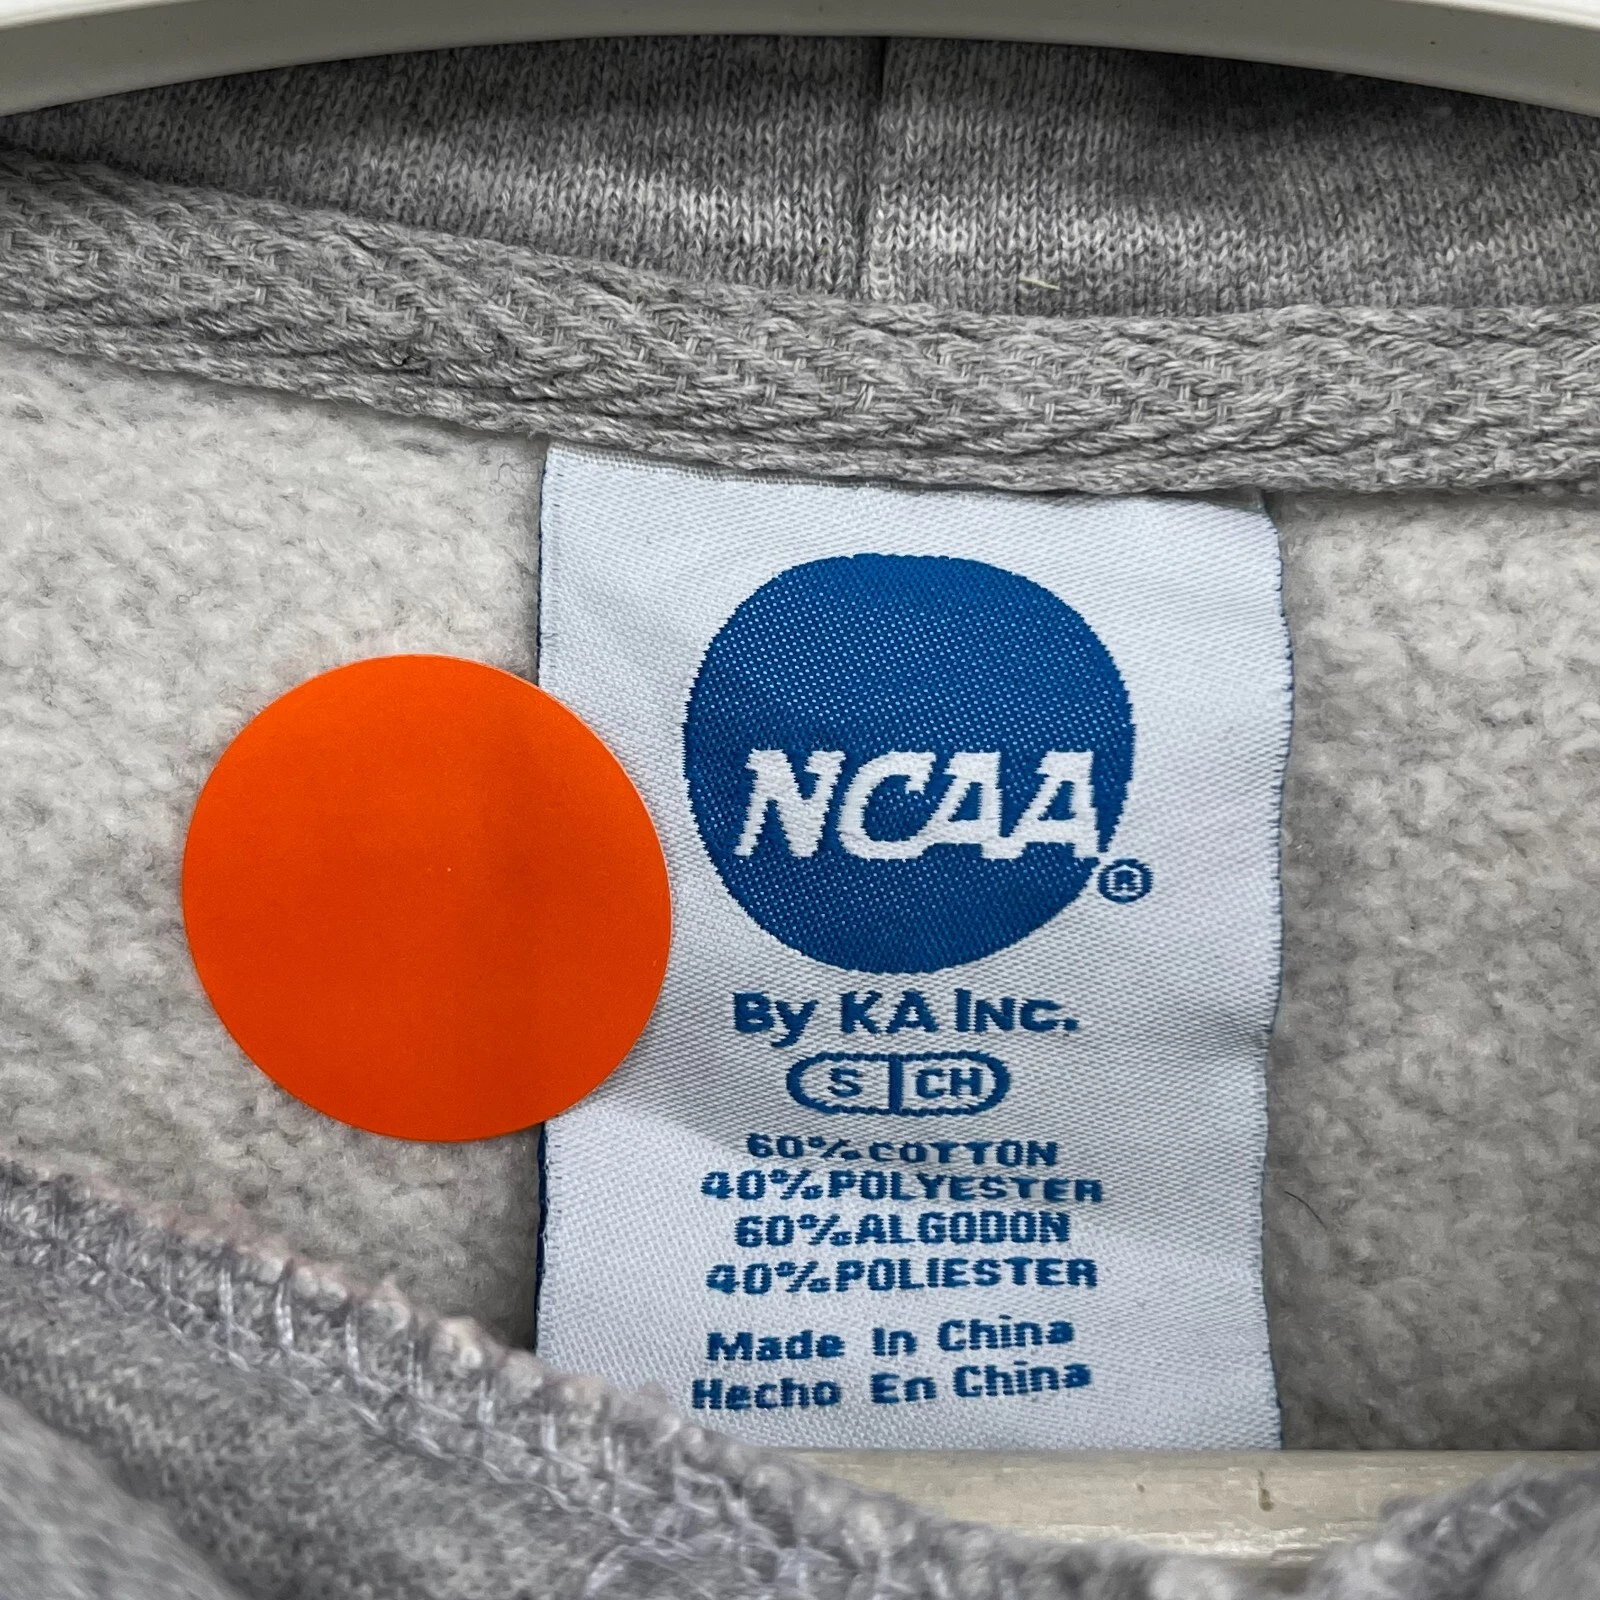 NCAA®
By KA Inc.
S CH
60% COTTON
40% POLYESTER
60% ALGODON
40% POLIESTER
Made In China
Hecho En China